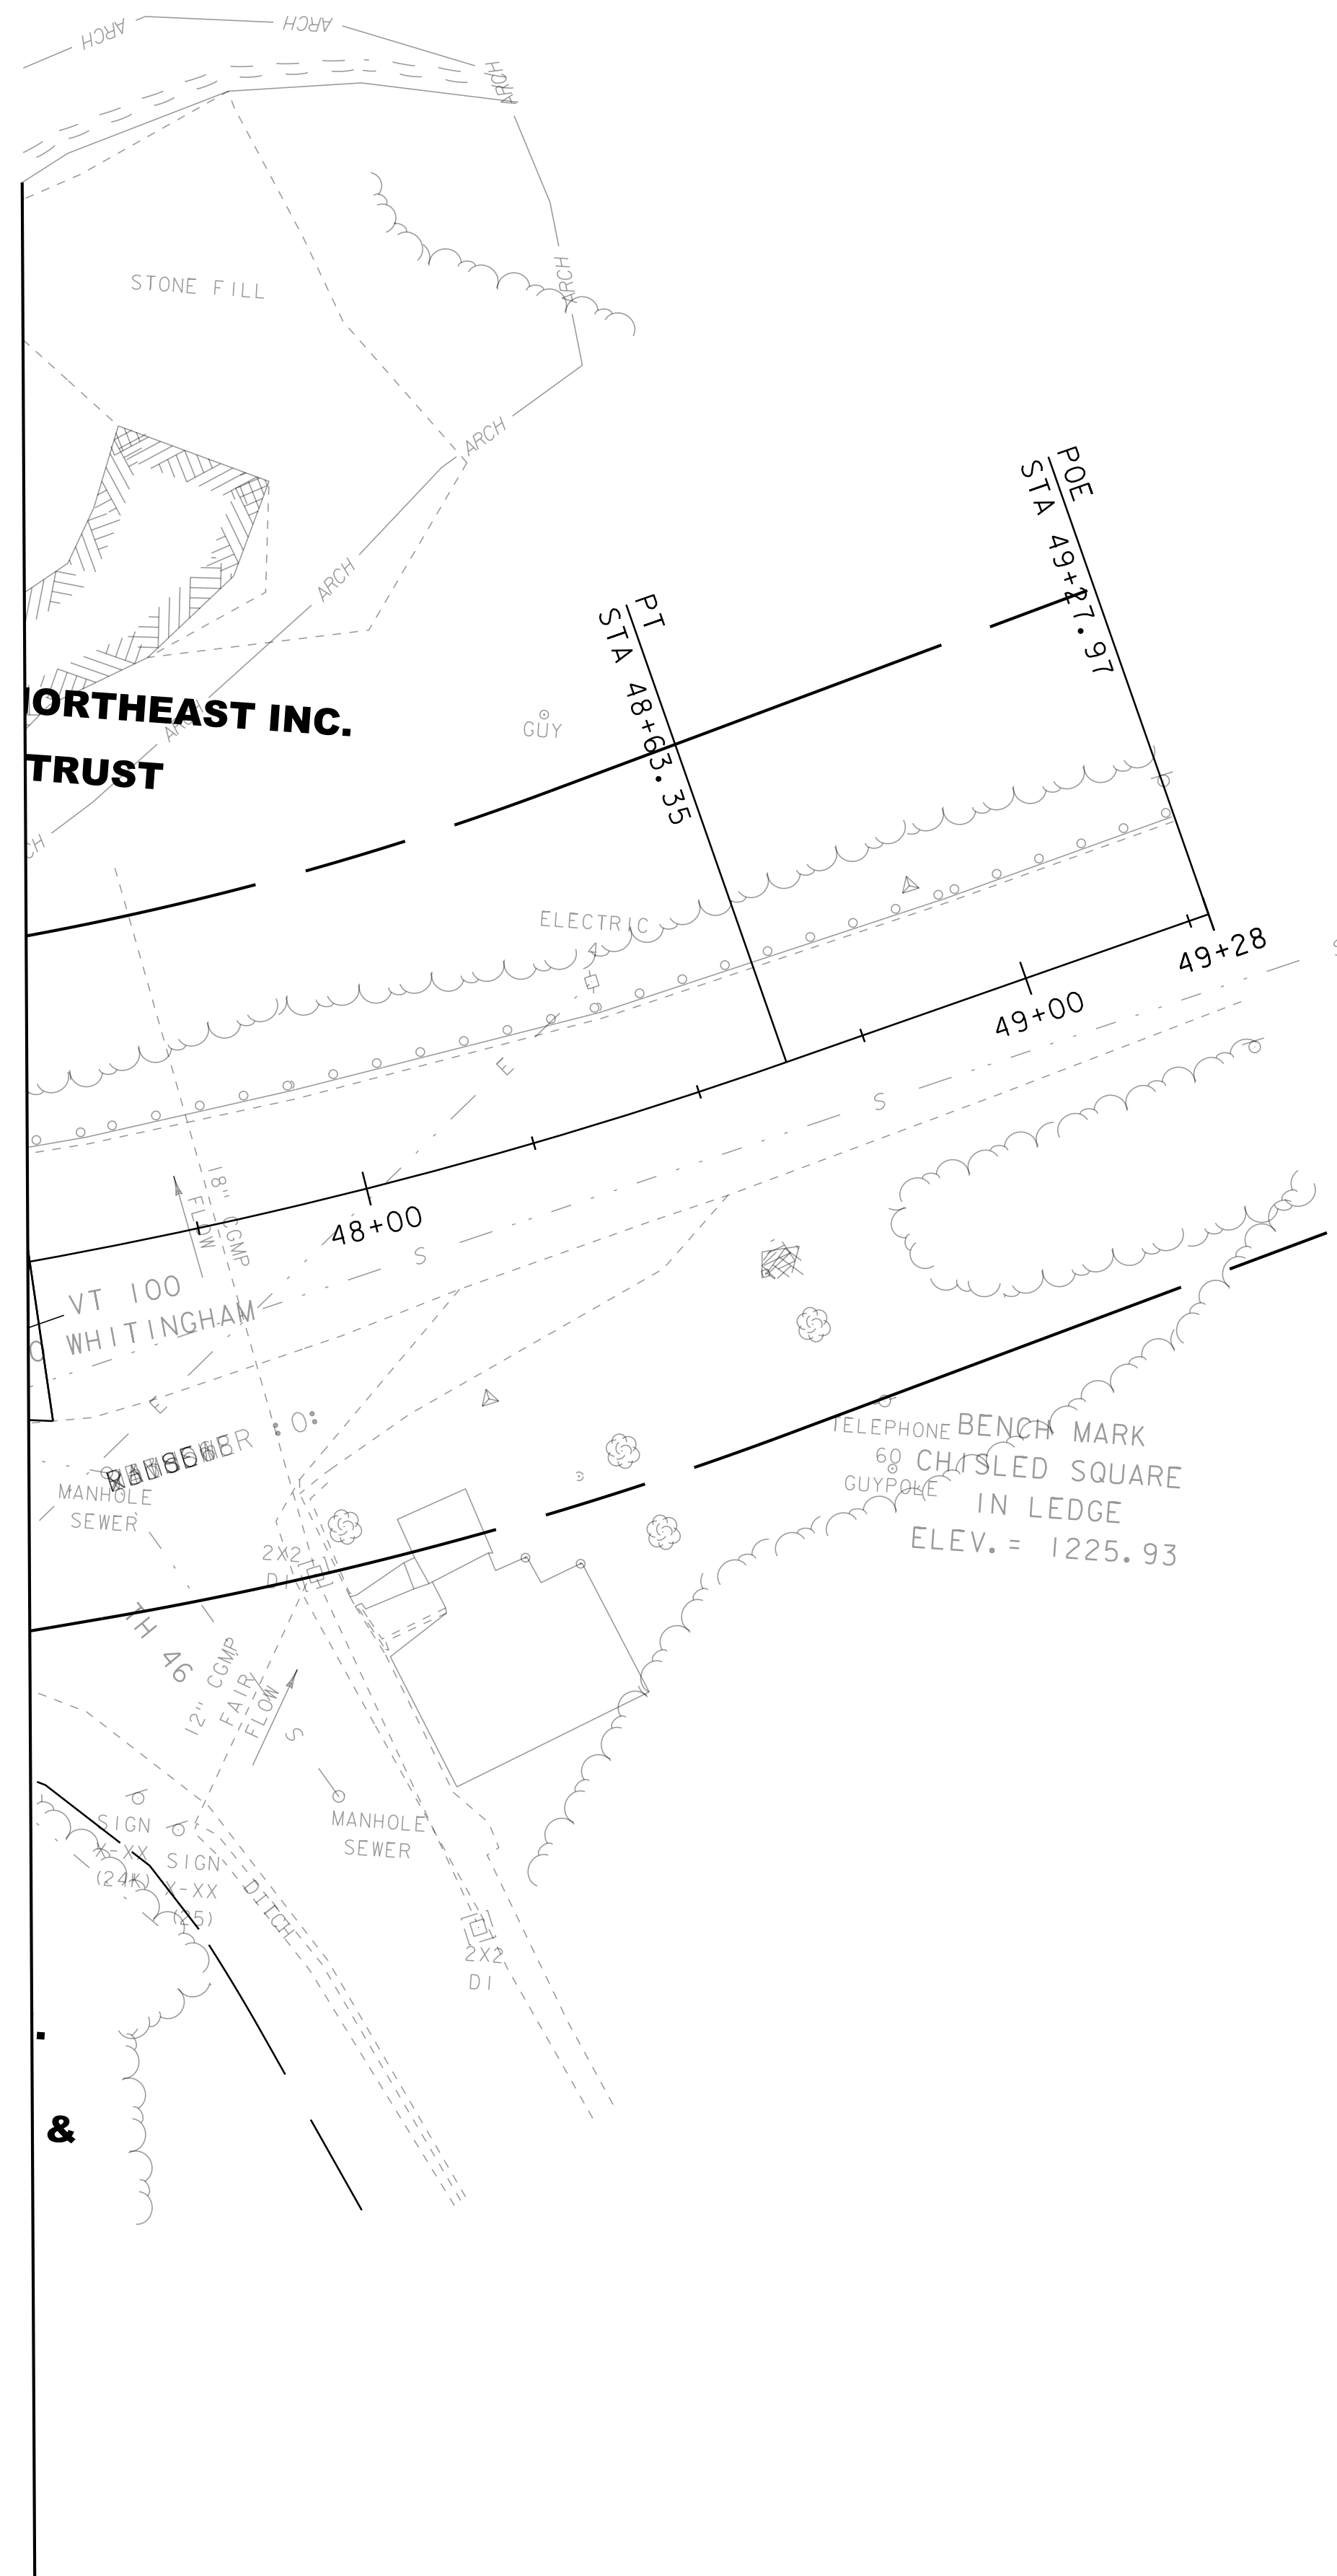 ARCH
ARCH
ARCH
ARCH
STONE FILL
ARCH
ARCH
ARCH
POE
STA 49+27.97
PT
STA 48+63.35
ORTHEAST INC.
TRUST
GUY
CH
ELECTRIC
E
49+28
49+00
S
18" CGMP
FLOW
48+00
S
VT 100
WHITINGHAM
E
MANHOLE
SEWER
TELEPHONE
60
GUYPOLE
BENCH MARK
CHISLED SQUARE
IN LEDGE
ELEV.= 1225.93
2X2
DI
TH 46
12" CGMP
FAIR
FLOW
S
SIGN
X-XX
(24K)
SIGN
X-XX
(25)
MANHOLE
SEWER
DITCH
2X2
DI
.
&